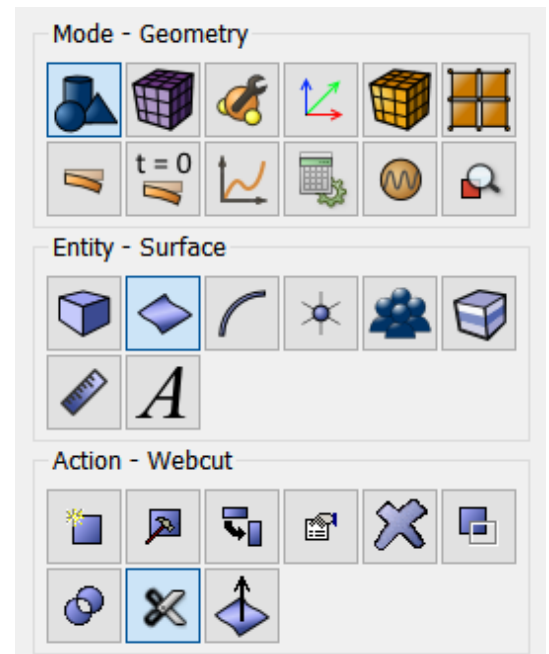 Mode - Geometry
t = 0
Entity - Surface
A
Action - Webcut